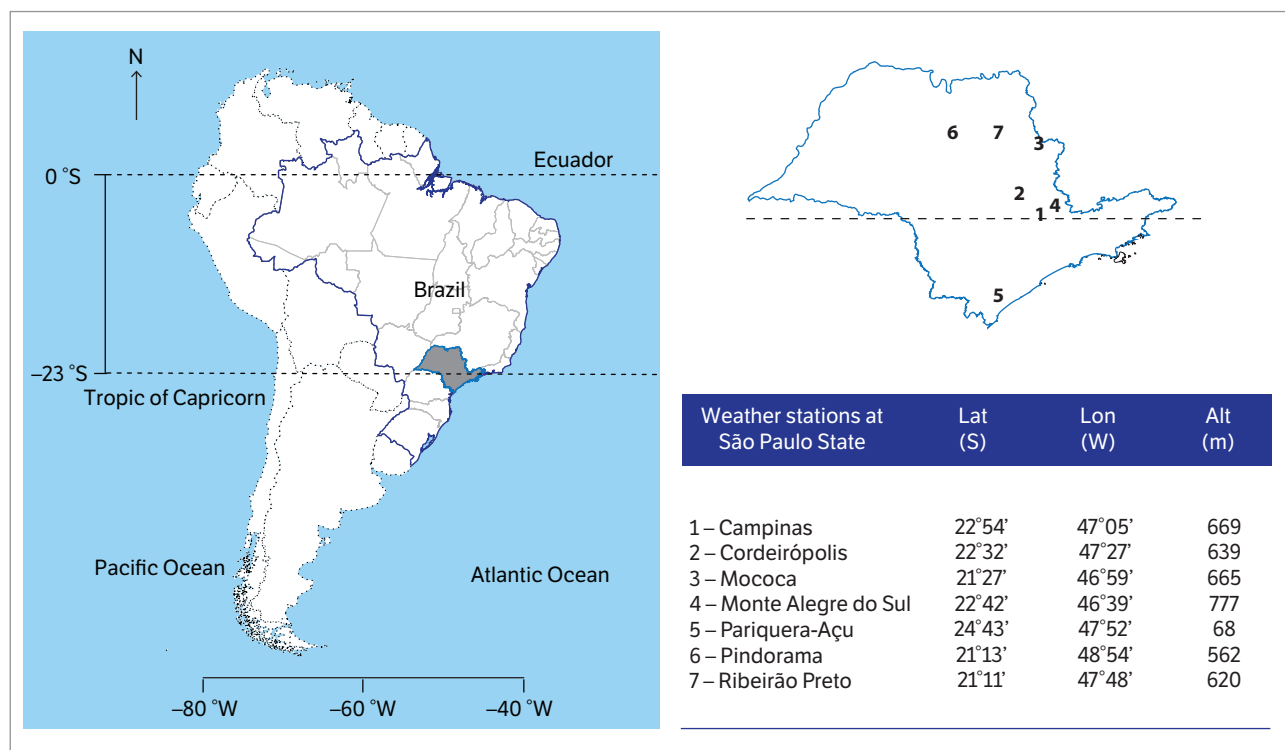 N
Ecuador
0 °S
Brazil
–23 °S
Tropic of Capricorn
Pacific Ocean
Atlantic Ocean
–80 °W
–60 °W
–40 °W
6
7
3
2
4
1
5
Weather stations at São Paulo State Lat (S) Lon (W) Alt (m)
1 – Campinas 22°54’ 47°05’ 669
2 – Cordeirópolis 22°32’ 47°27’ 639
3 – Mococa 21°27’ 46°59’ 665
4 – Monte Alegre do Sul 22°42’ 46°39’ 777
5 – Pariquera-Açu 24°43’ 47°52’ 68
6 – Pindorama 21°13’ 48°54’ 562
7 – Ribeirão Preto 21°11’ 47°48’ 620